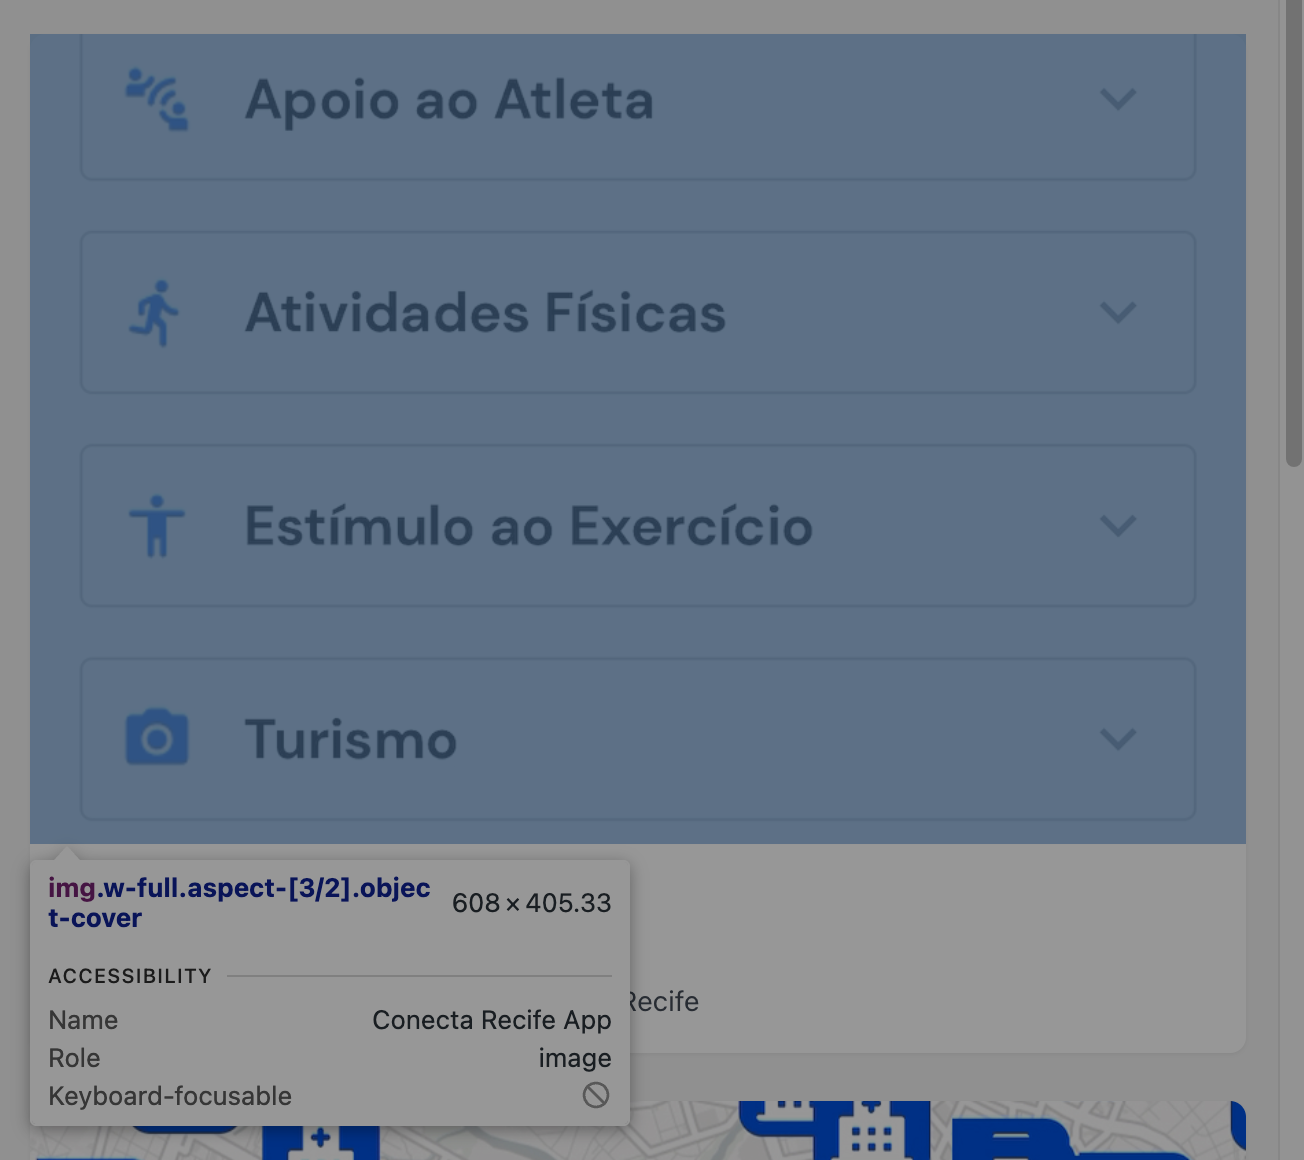 Apoio ao Atleta
Atividades Físicas
Estímulo ao Exercício
Turismo
img.w-full.aspect-[3/2].objec
t-cover
608 × 405.33
ACCESSIBILITY
Name Conecta Recife App
Role image
Keyboard-focusable
Recife